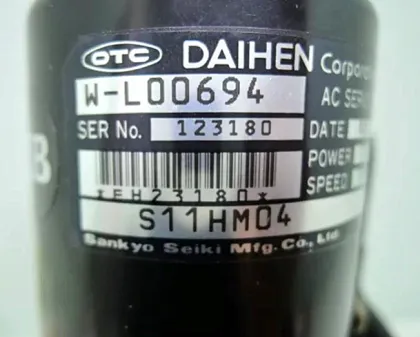 OTC DAIHEN Corpora
W-L00694 AC SER
SER No. 123180 DATE
POWER
*EH23180* SPEED
S11HM04
Sankyo Seiki Mfg. Co., Ltd.
B